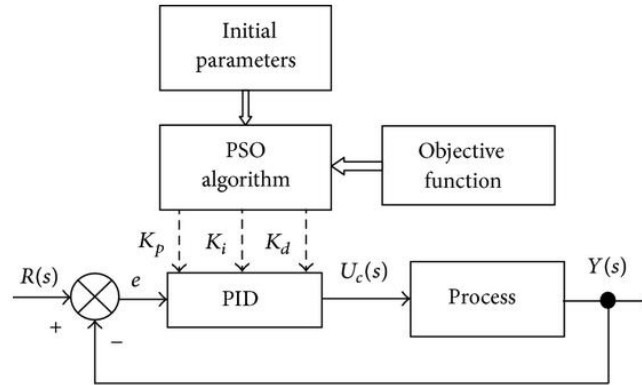 Initial
parameters
PSO
algorithm
Objective
function
K_p K_i K_d
R(s) e U_c(s) Y(s)
PID
Process
+
−